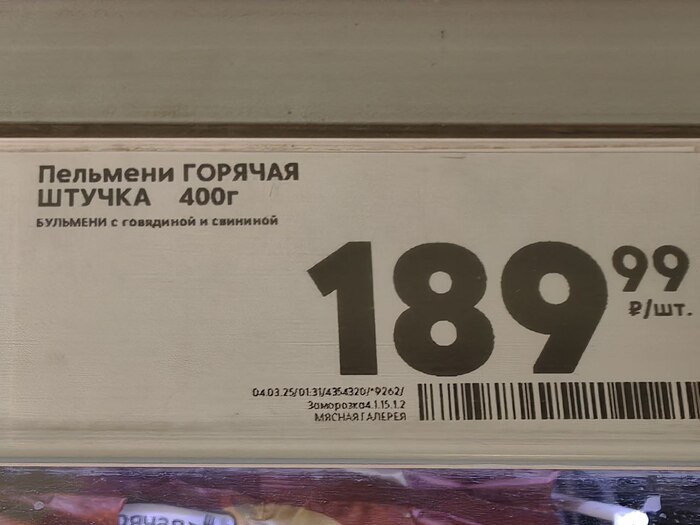 Пельмени ГОРЯЧАЯ
ШТУЧКА 400г
БУЛЬМЕНИ с говядиной и свининой
189 99
₽/шт.
04.03.25/01:31/4354320/*9262/
Заморозка4.1.15.1.2
МЯСНАЯ ГАЛЕРЕЯ